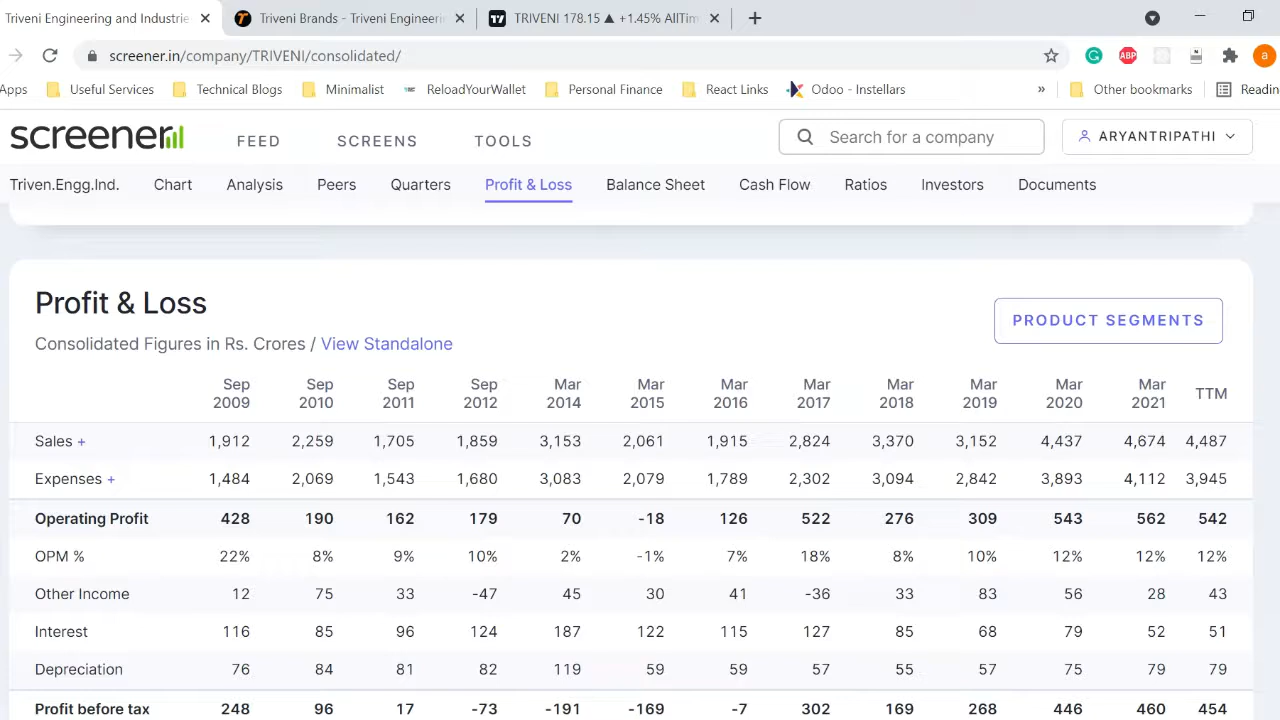 Triveni Engineering and Industrie
Triveni Brands - Triveni Engineeri
TRIVENI 178.15 ▲ +1.45% AllTim
screener.in/company/TRIVENI/consolidated/
ABP
a
Apps Useful Services Technical Blogs Minimalist ReloadYourWallet Personal Finance React Links Odoo - Instellars » Other bookmarks Readin
screener
FEED SCREENS TOOLS
Search for a company
ARYANTRIPATHI
Triven.Engg.Ind. Chart Analysis Peers Quarters Profit & Loss Balance Sheet Cash Flow Ratios Investors Documents
Profit & Loss
PRODUCT SEGMENTS
Consolidated Figures in Rs. Crores / View Standalone
Sep 2009 Sep 2010 Sep 2011 Sep 2012 Mar 2014 Mar 2015 Mar 2016 Mar 2017 Mar 2018 Mar 2019 Mar 2020 Mar 2021 TTM
Sales + 1,912 2,259 1,705 1,859 3,153 2,061 1,915 2,824 3,370 3,152 4,437 4,674 4,487
Expenses + 1,484 2,069 1,543 1,680 3,083 2,079 1,789 2,302 3,094 2,842 3,893 4,112 3,945
Operating Profit 428 190 162 179 70 -18 126 522 276 309 543 562 542
OPM % 22% 8% 9% 10% 2% -1% 7% 18% 8% 10% 12% 12% 12%
Other Income 12 75 33 -47 45 30 41 -36 33 83 56 28 43
Interest 116 85 96 124 187 122 115 127 85 68 79 52 51
Depreciation 76 84 81 82 119 59 59 57 55 57 75 79 79
Profit before tax 248 96 17 -73 -191 -169 -7 302 169 268 446 460 454